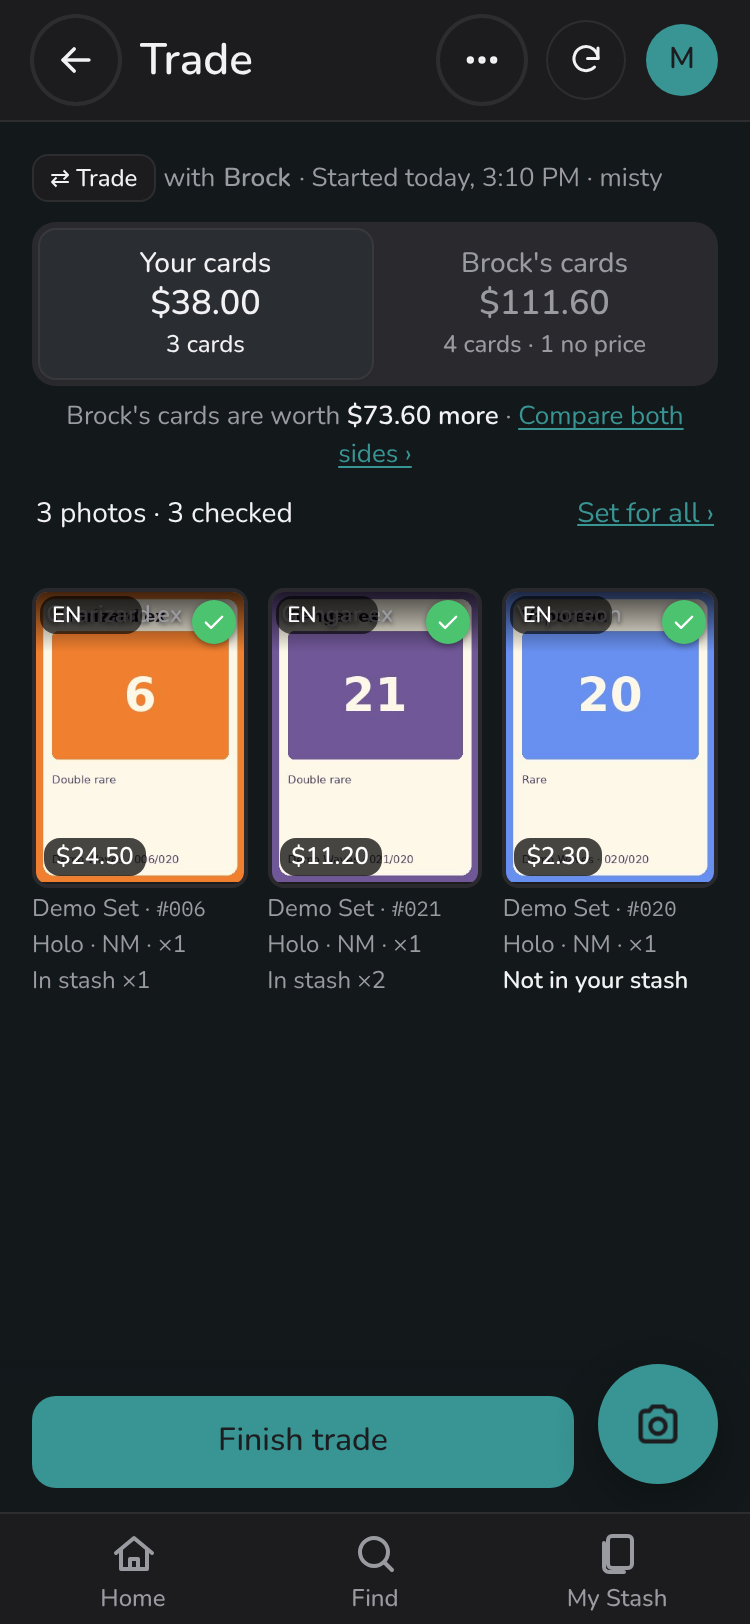 Trade
M
⇄ Trade with Brock · Started today, 3:10 PM · misty
Your cards
$38.00
3 cards
Brock's cards
$111.60
4 cards · 1 no price
Brock's cards are worth $73.60 more · Compare both
sides ›
3 photos · 3 checked
Set for all ›
EN
6
Double rare
$24.50
006/020
Demo Set · #006
Holo · NM · ×1
In stash ×1
EN
21
Double rare
$11.20
021/020
Demo Set · #021
Holo · NM · ×1
In stash ×2
EN
20
Rare
$2.30
020/020
Demo Set · #020
Holo · NM · ×1
Not in your stash
Finish trade
Home
Find
My Stash